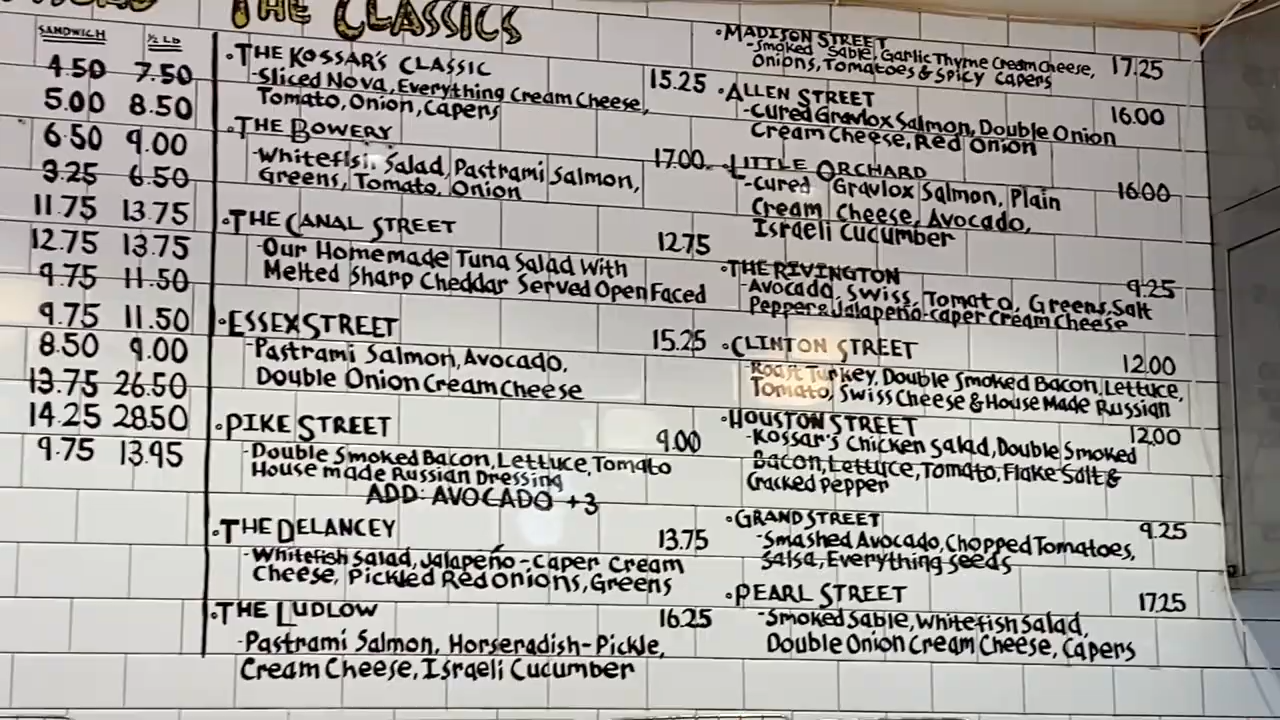 THE CLASSICS
SANDWICH ½ LB
4.50 7.50
5.00 8.50
6.50 9.00
3.25 6.50
11.75 13.75
12.75 13.75
9.75 11.50
9.75 11.50
8.50 9.00
13.75 26.50
14.25 28.50
9.75 13.95
THE KOSSAR'S CLASSIC 15.25
-Sliced Nova, Everything Cream Cheese,
Tomato, Onion, Capers
THE BOWERY 17.00
-Whitefish Salad, Pastrami Salmon,
Greens, Tomato, Onion
THE CANAL STREET 12.75
-Our Homemade Tuna Salad With
Melted Sharp Cheddar Served Open Faced
ESSEX STREET 15.25
-Pastrami Salmon, Avocado,
Double Onion Cream Cheese
PIKE STREET 9.00
-Double Smoked Bacon, Lettuce, Tomato
House made Russian Dressing
ADD: AVOCADO +3
THE DELANCEY 13.75
-Whitefish Salad, Jalapeño-Caper Cream
Cheese, Pickled Red Onions, Greens
THE LUDLOW 16.25
-Pastrami Salmon, Horseradish-Pickle,
Cream Cheese, Israeli Cucumber
MADISON STREET 17.25
-Smoked Sable, Garlic Thyme Cream Cheese,
Onions, Tomatoes & Spicy Capers
ALLEN STREET 16.00
-Cured Gravlox Salmon, Double Onion
Cream Cheese, Red Onion
LITTLE ORCHARD 16.00
-Cured Gravlox Salmon, Plain
Cream Cheese, Avocado,
Israeli Cucumber
THE RIVINGTON 9.25
-Avocado, Swiss, Tomato, Greens, Salt
Pepper & Jalapeño-Caper Cream Cheese
CLINTON STREET 12.00
-Roast Turkey, Double Smoked Bacon, Lettuce,
Tomato, Swiss Cheese & House Made Russian
HOUSTON STREET 12.00
-Kossar's Chicken Salad, Double Smoked
Bacon, Lettuce, Tomato, Flake Salt &
Cracked Pepper
GRAND STREET 9.25
-Smashed Avocado, Chopped Tomatoes,
Salsa, Everything Seeds
PEARL STREET 17.25
-Smoked Sable, Whitefish Salad,
Double Onion Cream Cheese, Capers